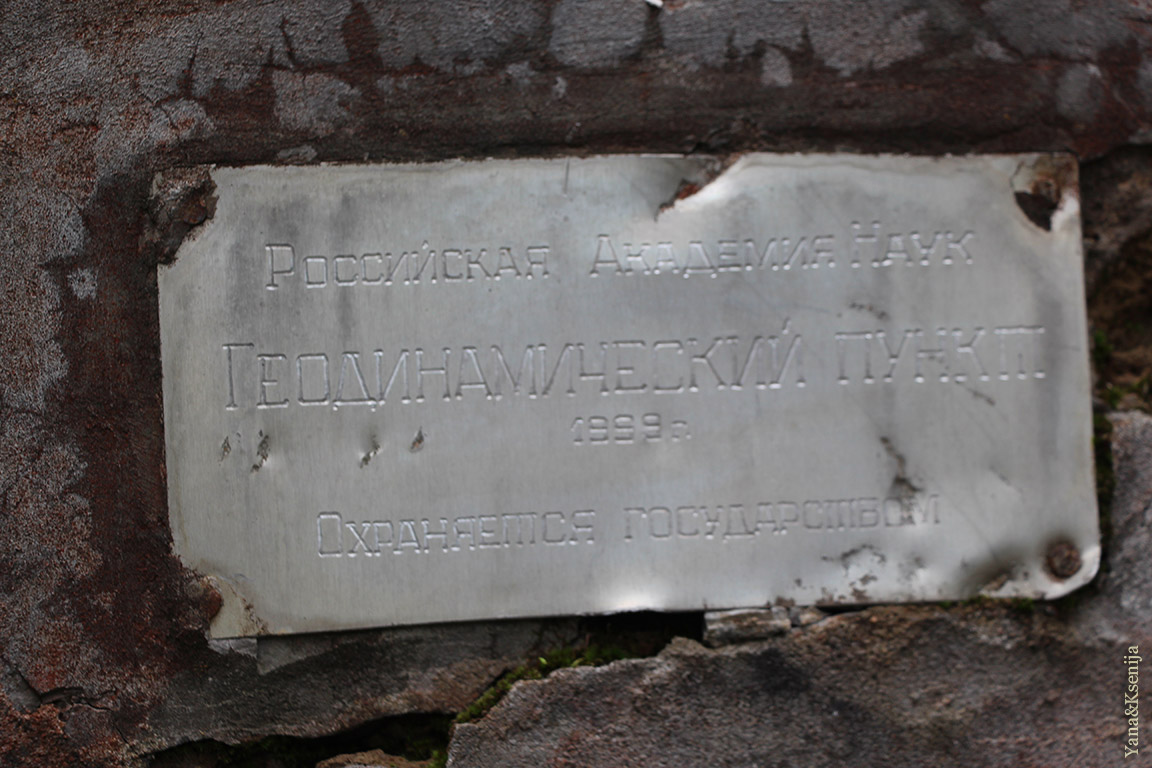 Российская Академия Наук
Геодинамический пункт
1999 г.
Охраняется государством
Yana&Ksenija